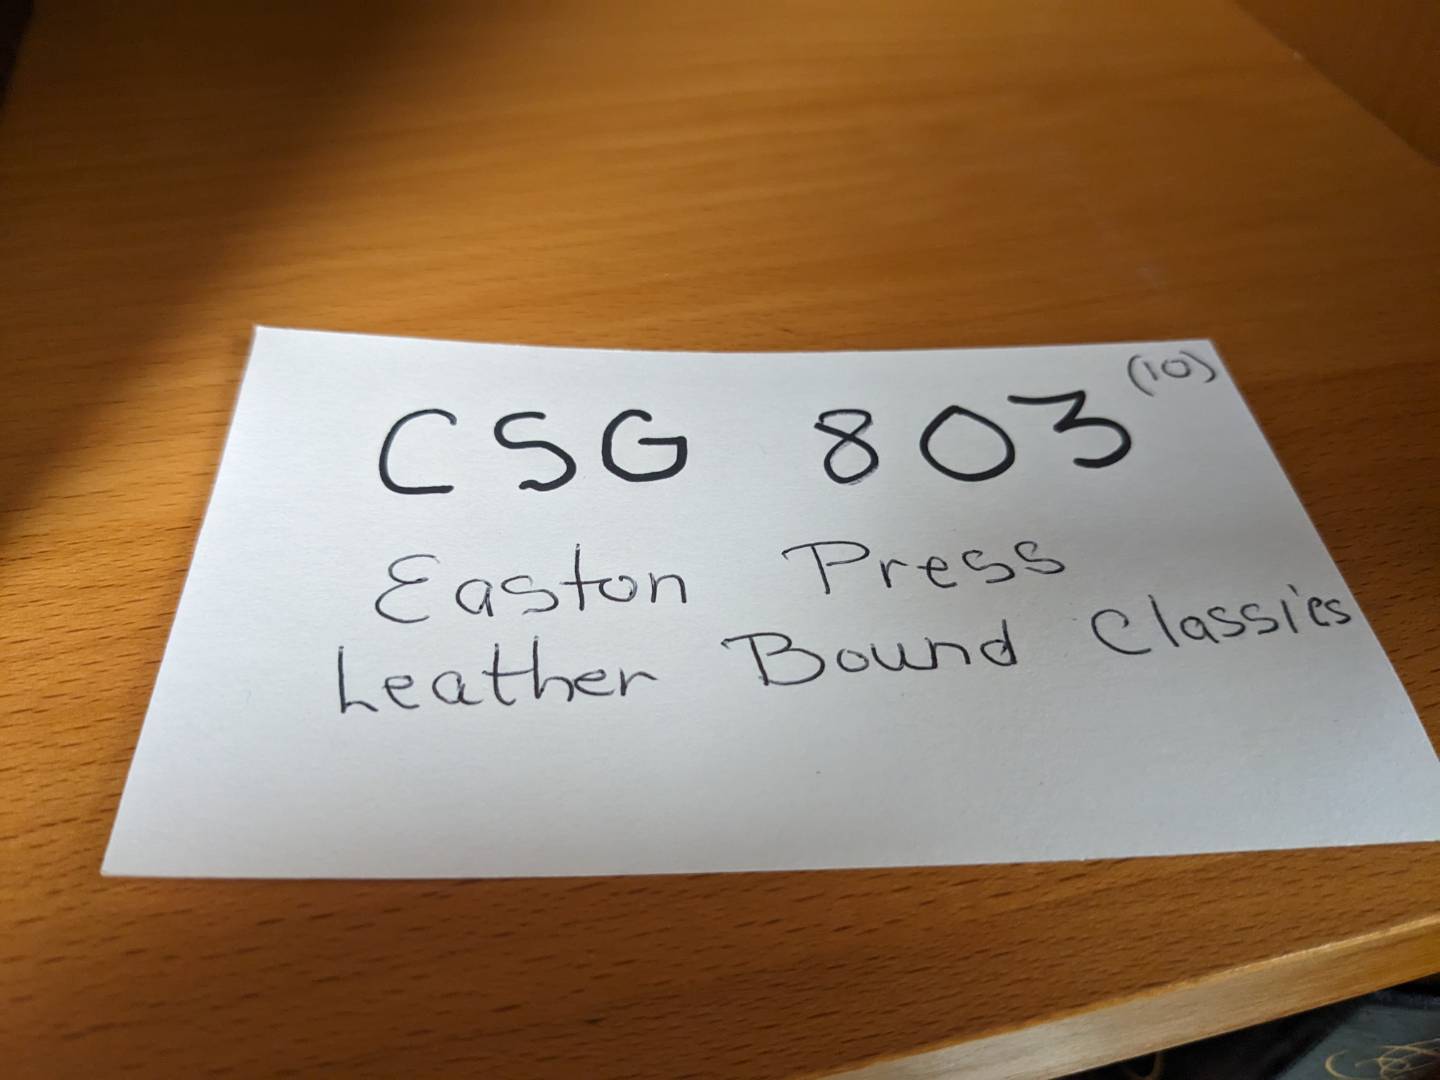 CSG 803 (10)
Easton Press
Leather Bound Classics